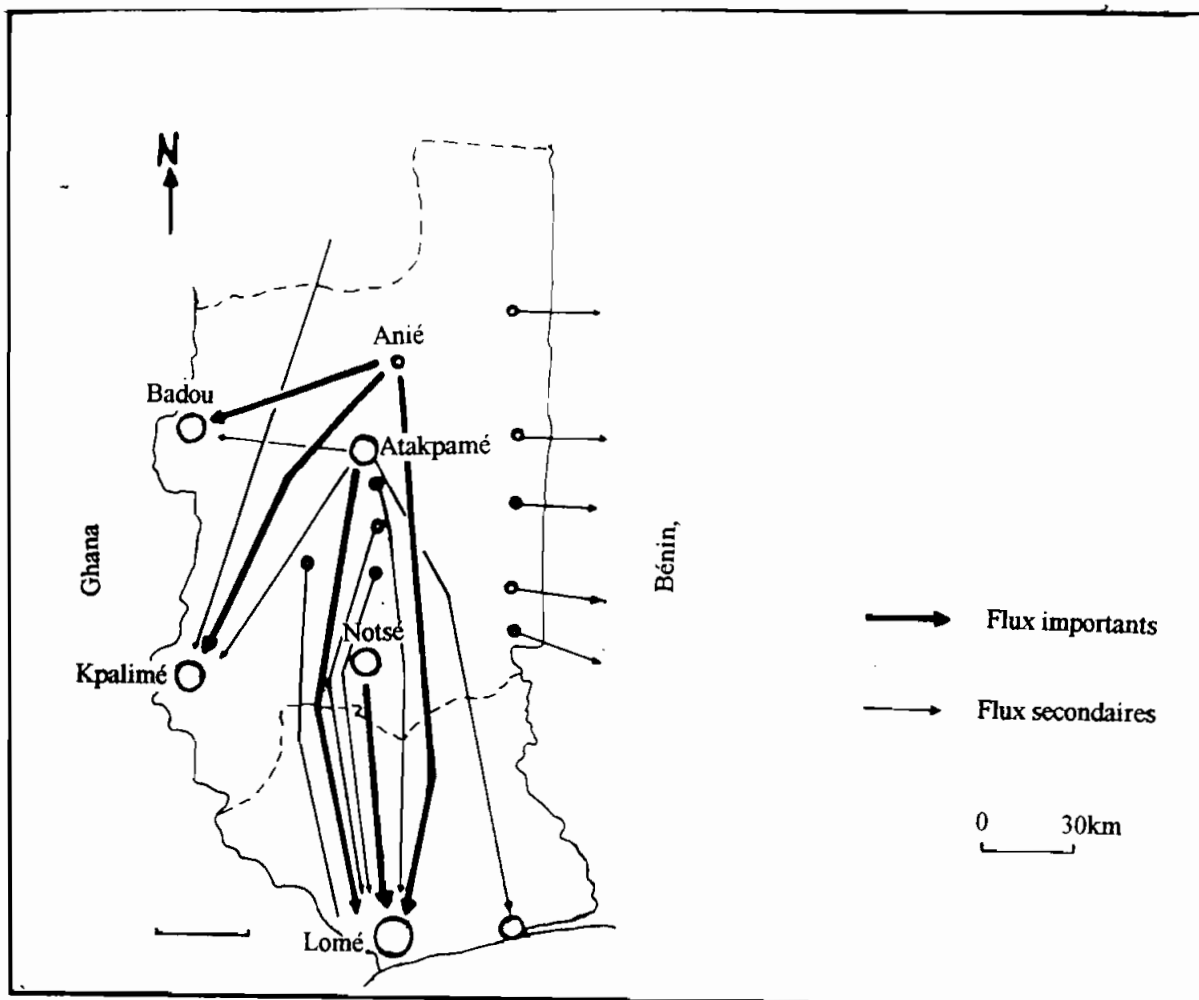 N
Anié
Badou
Atakpamé
Ghana
Bénin,
Notsé
Flux importants
Kpalimé
Flux secondaires
0 30km
Lomé